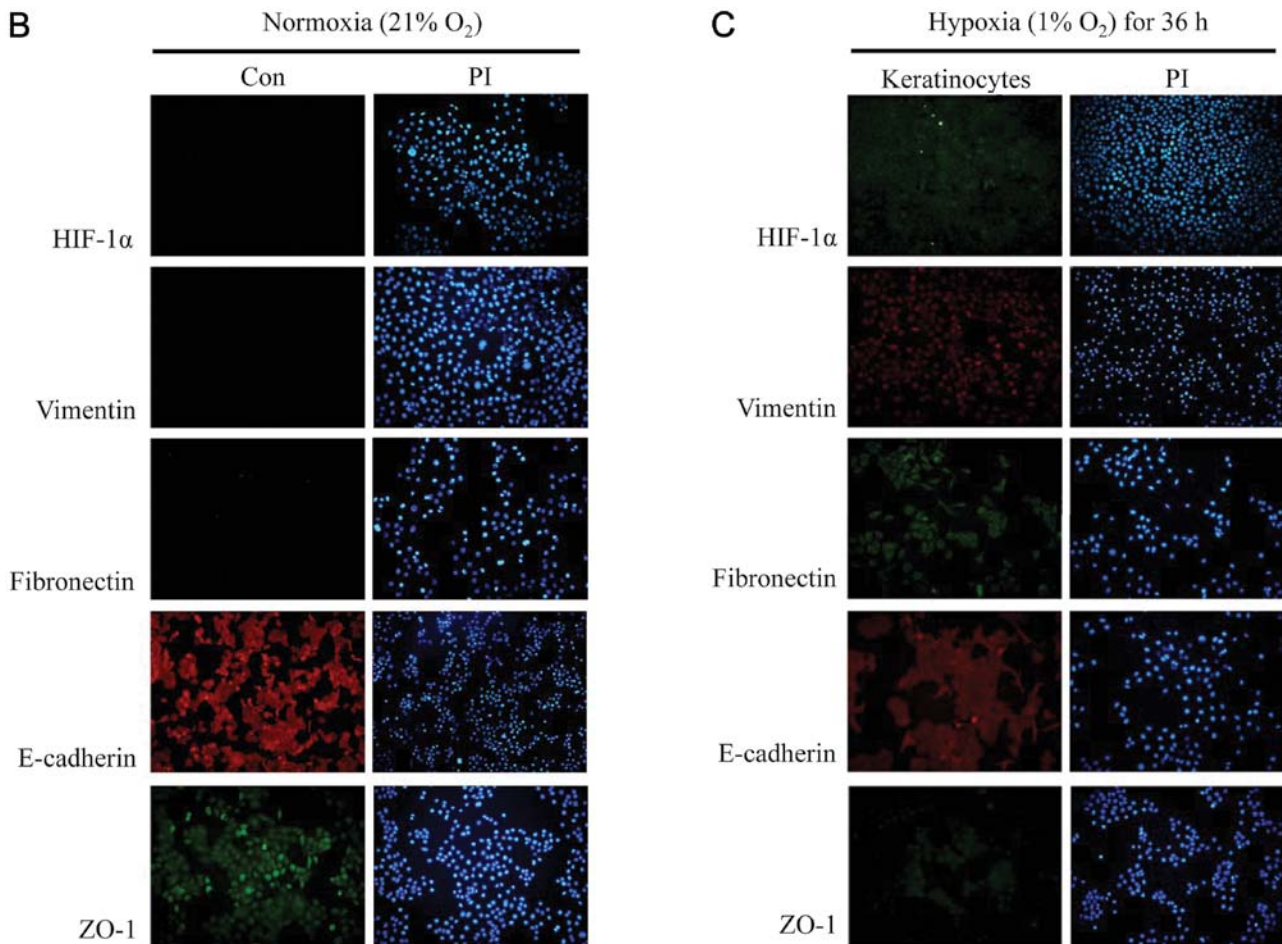 B
Normoxia (21% O₂)
Con PI
HIF-1α
Vimentin
Fibronectin
E-cadherin
ZO-1
C
Hypoxia (1% O₂) for 36 h
Keratinocytes PI
HIF-1α
Vimentin
Fibronectin
E-cadherin
ZO-1